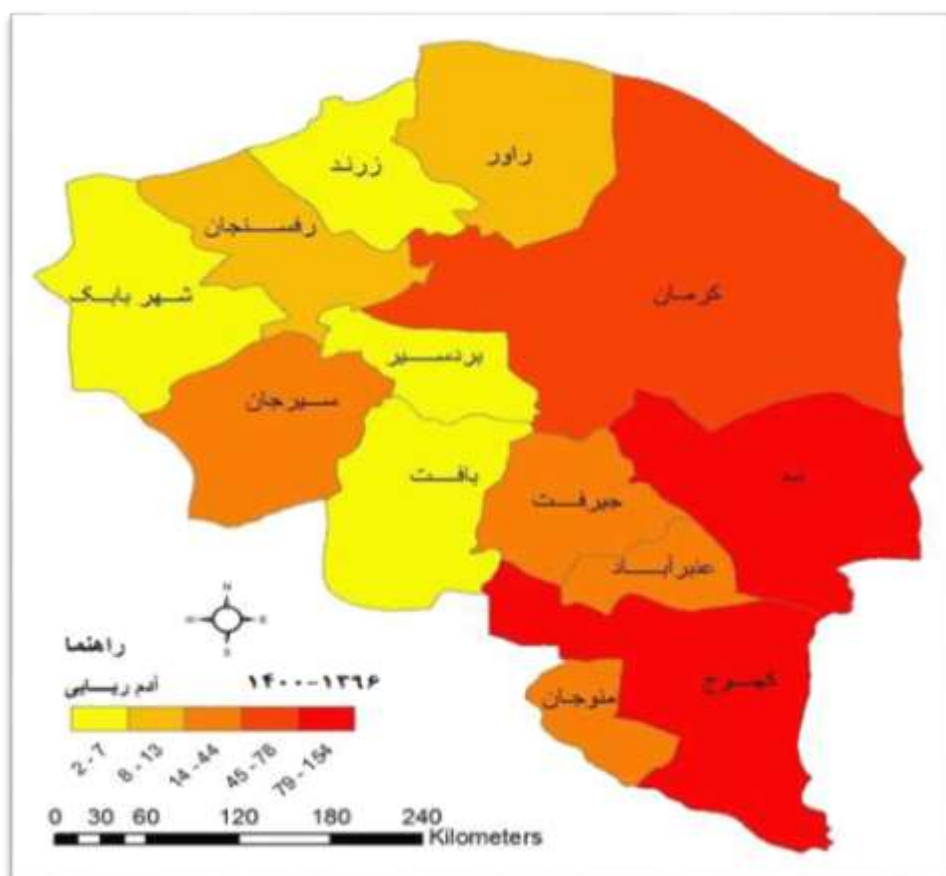 راور
زرند
رفسنجان
شهر بابک
کرمان
بردسیر
سیرجان
بافت
جیرفت
بم
عنبرآباد
کهنوج
منوجان
N
W
E
S
راهنما
آدم ربایی ۱۳۹۶-۱۴۰۰
2 - 7
8 - 13
14 - 44
45 - 78
79 - 154
0 30 60 120 180 240
Kilometers